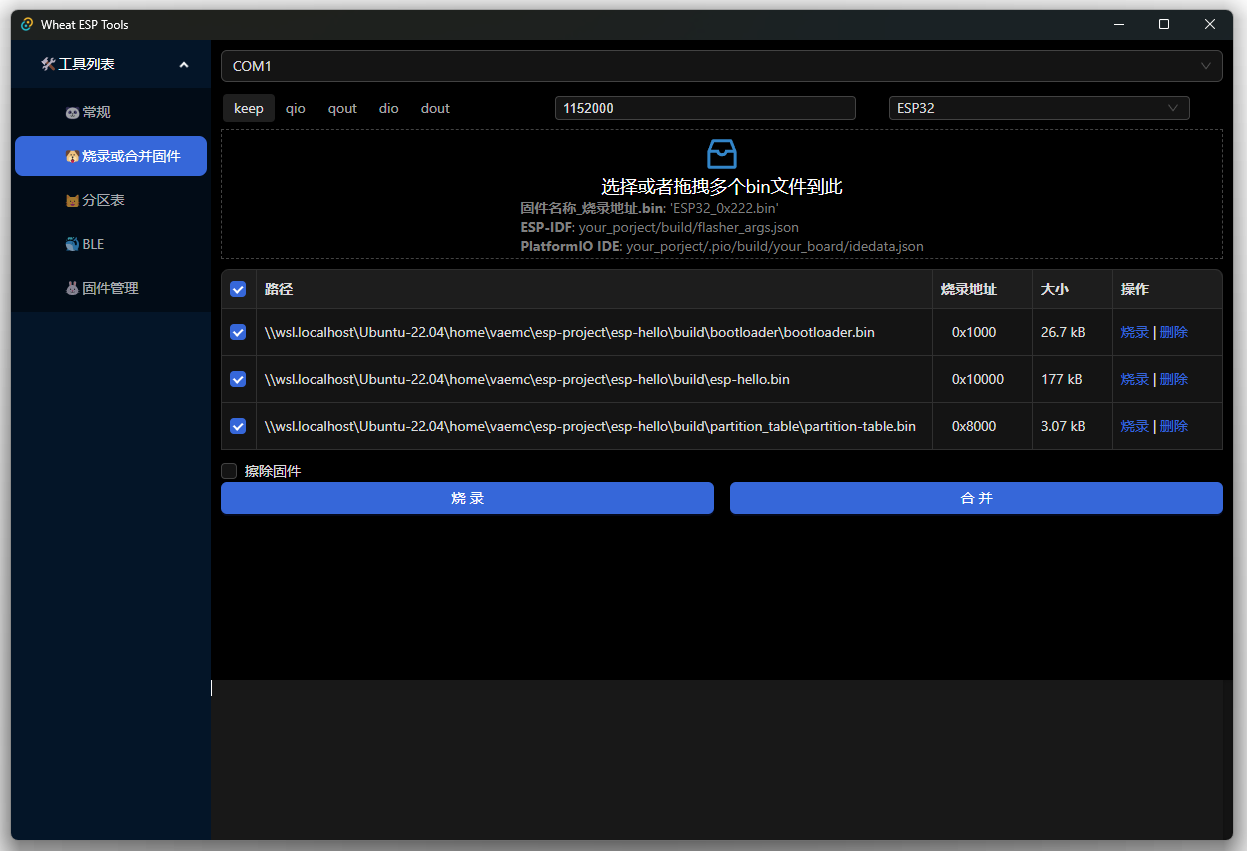 Wheat ESP Tools
工具列表
COM1
常规
keep qio qout dio dout 1152000 ESP32
烧录或合并固件
选择或者拖拽多个bin文件到此
分区表
固件名称_烧录地址.bin: 'ESP32_0x222.bin'
ESP-IDF: your_porject/build/flasher_args.json
BLE
PlatformIO IDE: your_porject/.pio/build/your_board/idedata.json
固件管理
路径 烧录地址 大小 操作
\\wsl.localhost\Ubuntu-22.04\home\vaemc\esp-project\esp-hello\build\bootloader\bootloader.bin 0x1000 26.7 kB 烧录 | 删除
\\wsl.localhost\Ubuntu-22.04\home\vaemc\esp-project\esp-hello\build\esp-hello.bin 0x10000 177 kB 烧录 | 删除
\\wsl.localhost\Ubuntu-22.04\home\vaemc\esp-project\esp-hello\build\partition_table\partition-table.bin 0x8000 3.07 kB 烧录 | 删除
擦除固件
烧 录 合 并